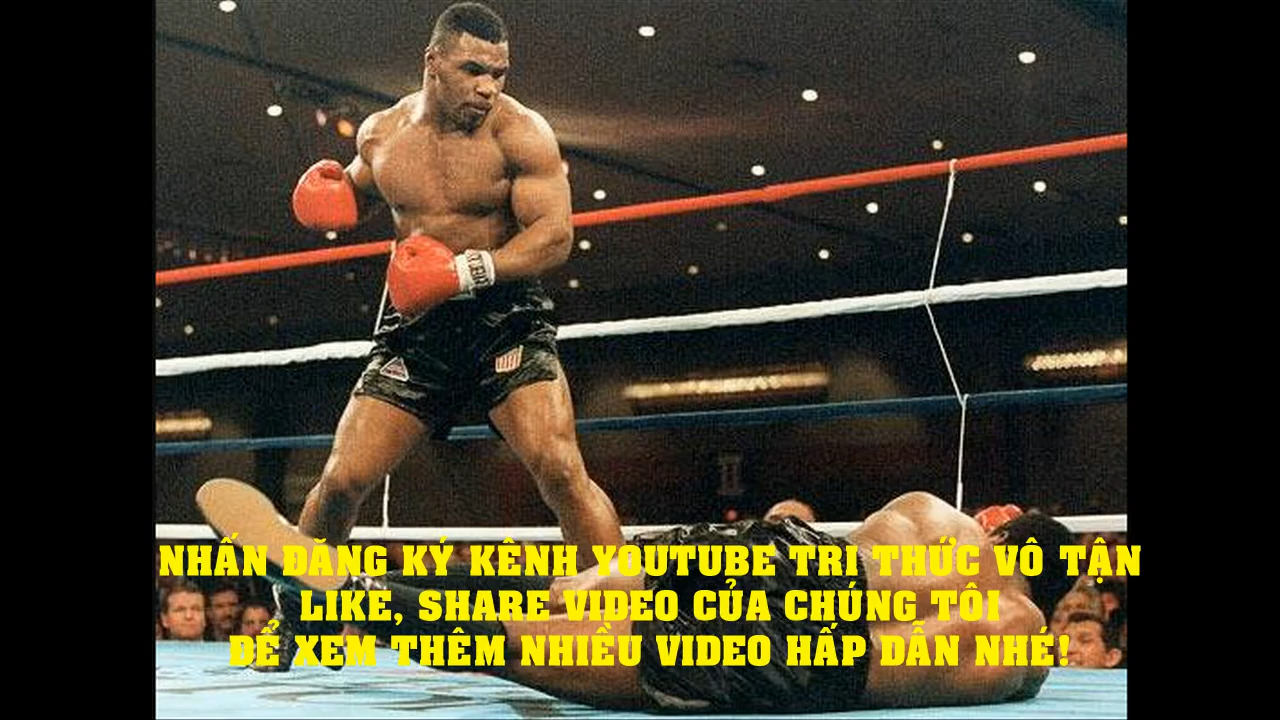 NHẤN ĐĂNG KÝ KÊNH YOUTUBE TRI THỨC VÔ TẬN
LIKE, SHARE VIDEO CỦA CHÚNG TÔI
ĐỂ XEM THÊM NHIỀU VIDEO HẤP DẪN NHÉ!